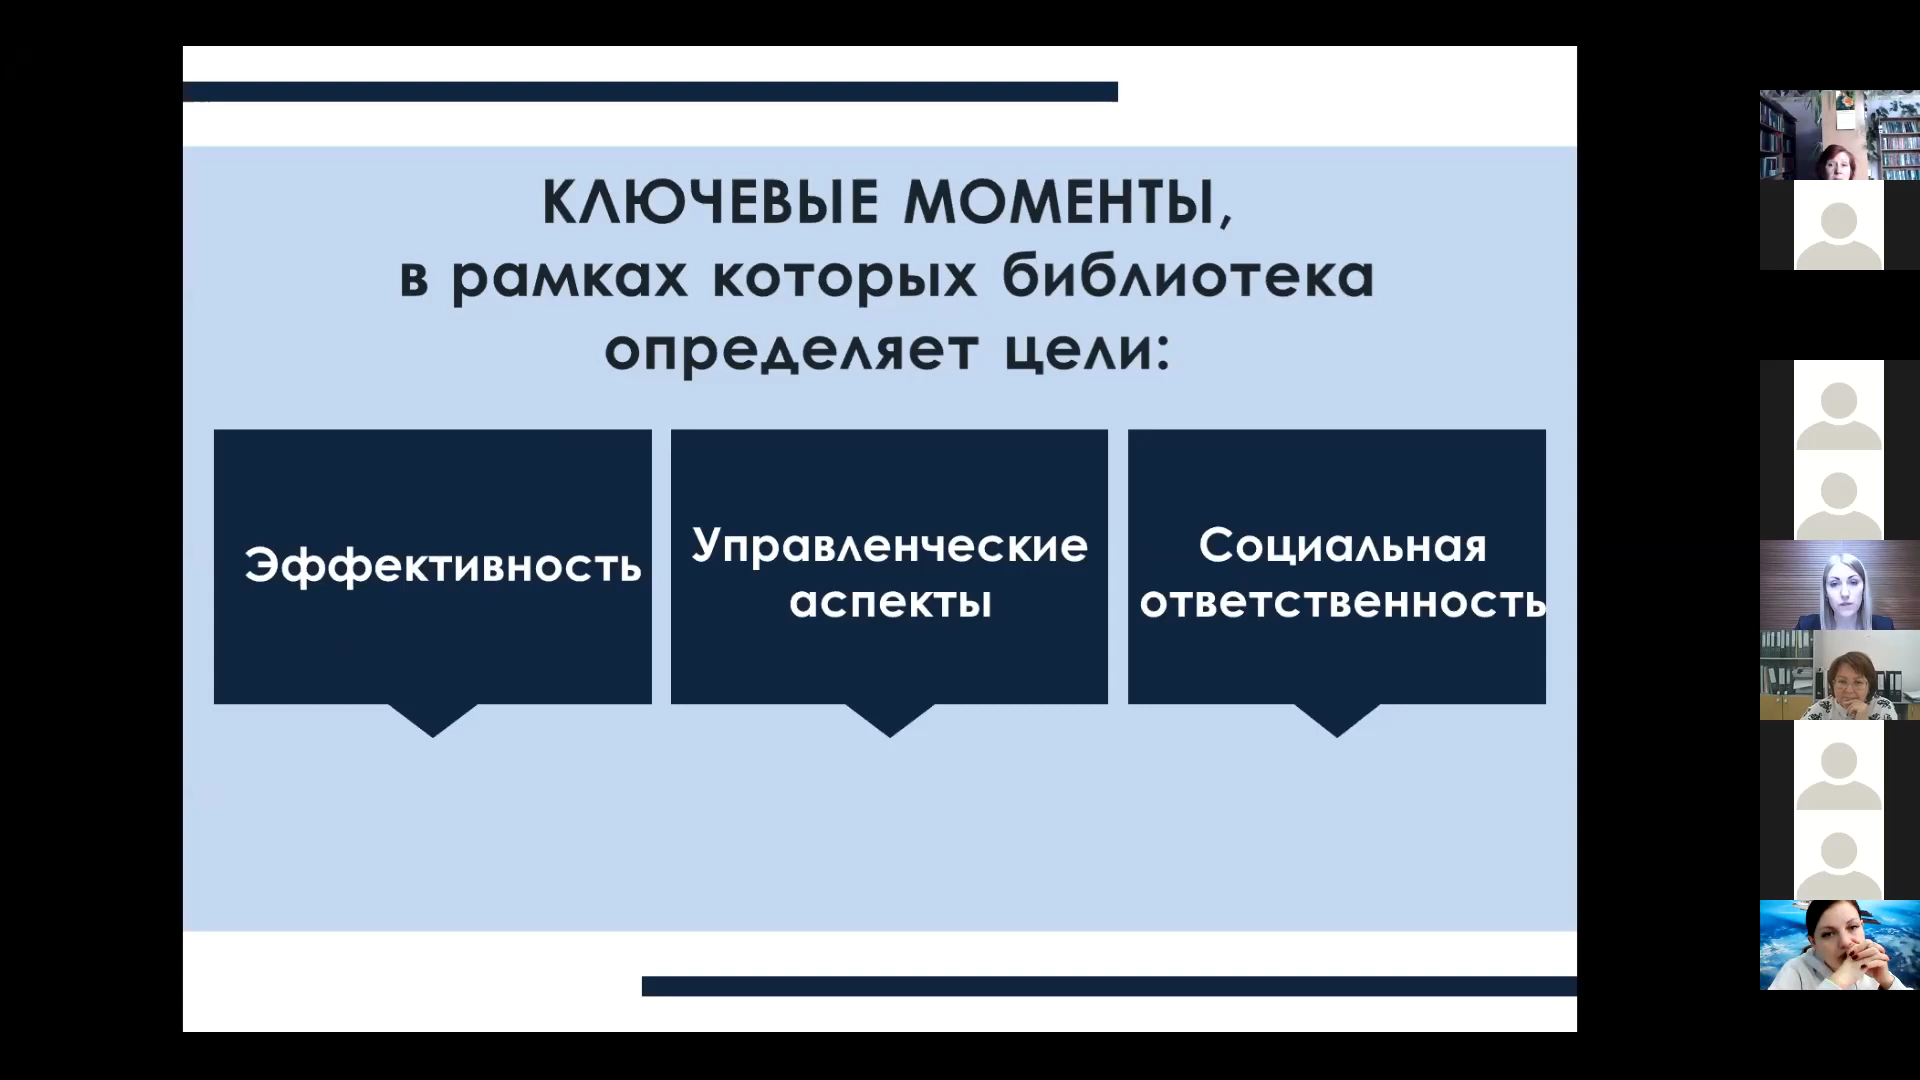 КЛЮЧЕВЫЕ МОМЕНТЫ,
в рамках которых библиотека
определяет цели:
Эффективность
Управленческие
аспекты
Социальная
ответственность